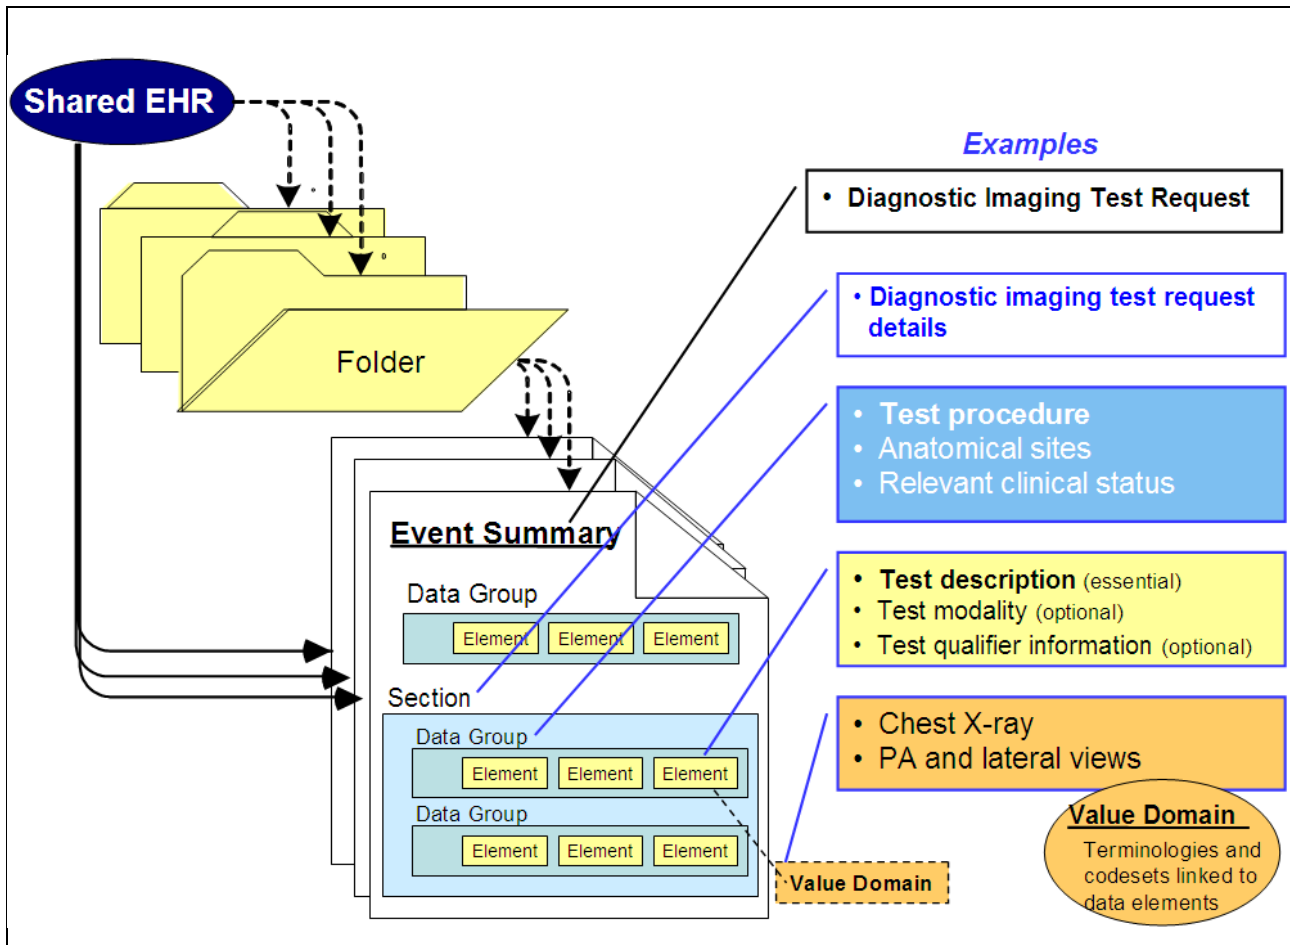 Shared EHR
Folder
Event Summary
Data Group
Element Element Element
Section
Data Group
Element Element Element
Data Group
Element Element Element
Value Domain
Examples
• Diagnostic Imaging Test Request
• Diagnostic imaging test request
details
• Test procedure
• Anatomical sites
• Relevant clinical status
• Test description (essential)
• Test modality (optional)
• Test qualifier information (optional)
• Chest X-ray
• PA and lateral views
Value Domain
Terminologies and
codesets linked to
data elements